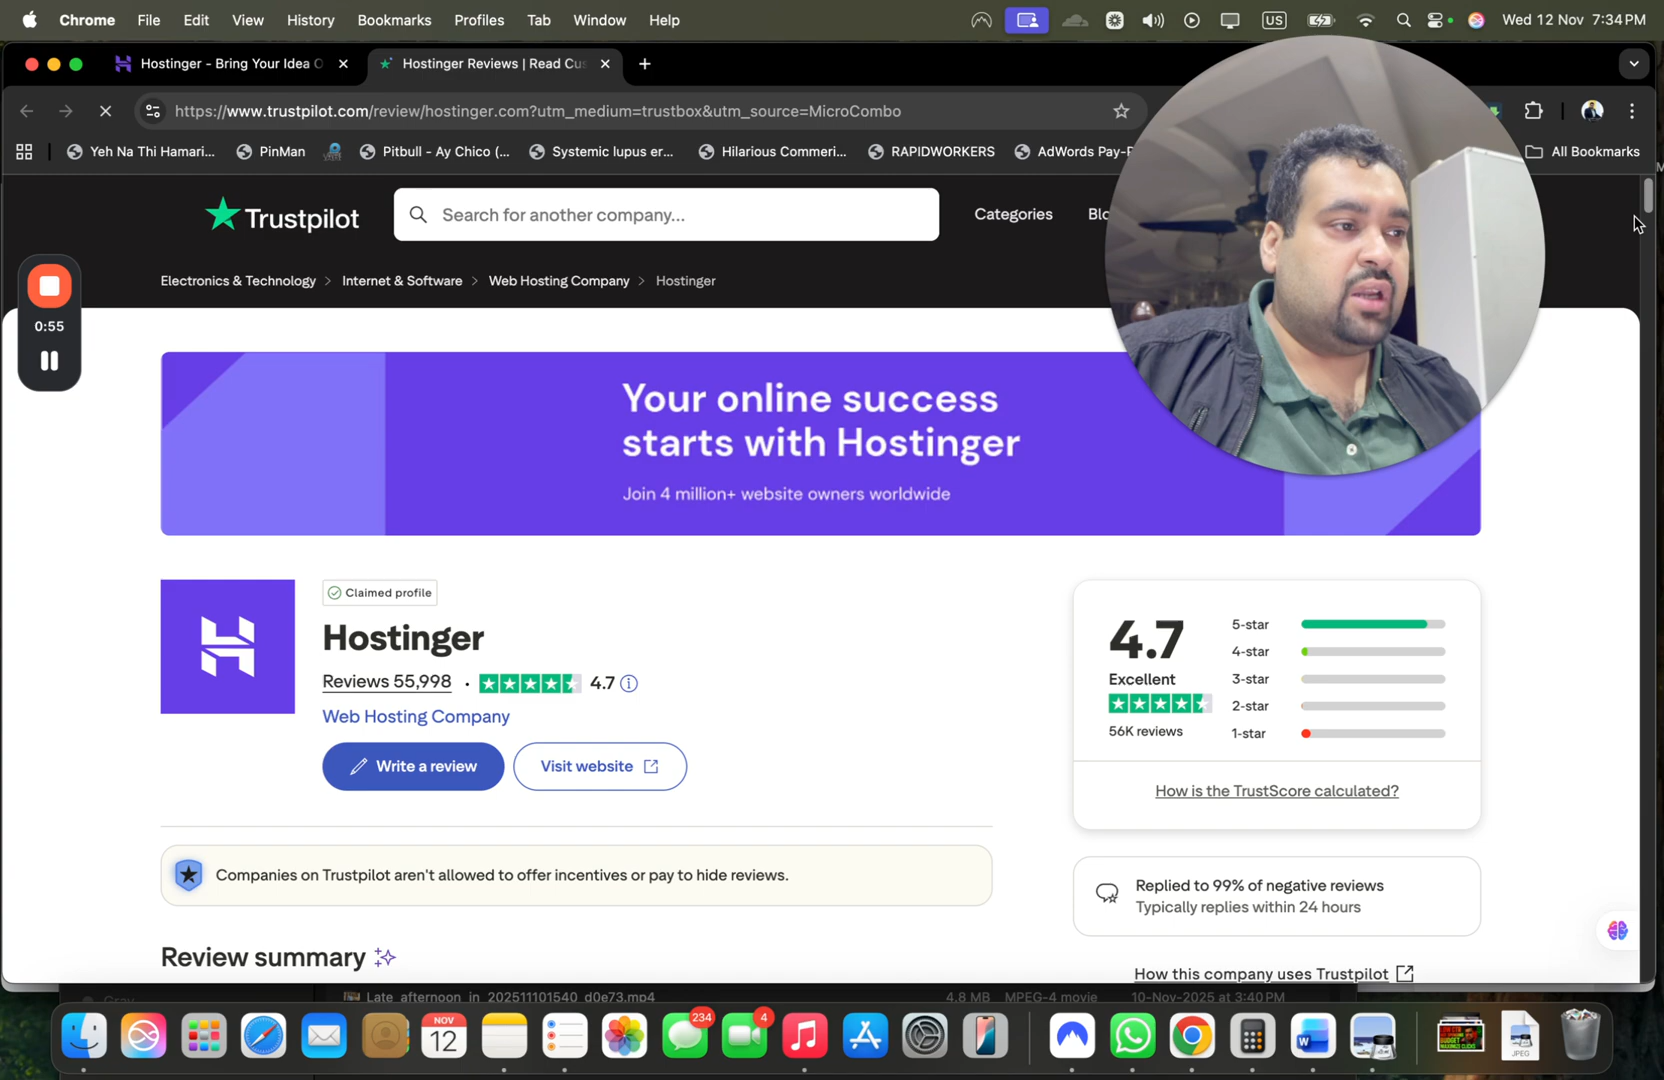 Chrome File Edit View History Bookmarks Profiles Tab Window Help US Wed 12 Nov 7:34 PM
Hostinger - Bring Your Idea O Hostinger Reviews | Read Cus
https://www.trustpilot.com/review/hostinger.com?utm_medium=trustbox&utm_source=MicroCombo
Yeh Na Thi Hamari... PinMan Pitbull - Ay Chico (... Systemic lupus er... Hilarious Commeri... RAPIDWORKERS AdWords Pay-P All Bookmarks
Trustpilot Search for another company... Categories Blo
Electronics & Technology > Internet & Software > Web Hosting Company > Hostinger
0:55
Your online success
starts with Hostinger
Join 4 million+ website owners worldwide
Claimed profile
Hostinger
Reviews 55,998 • 4.7
Web Hosting Company
Write a review Visit website
4.7
Excellent
56K reviews
5-star
4-star
3-star
2-star
1-star
How is the TrustScore calculated?
Companies on Trustpilot aren't allowed to offer incentives or pay to hide reviews.
Replied to 99% of negative reviews
Typically replies within 24 hours
Review summary
How this company uses Trustpilot
Gray Late_afternoon_in_202511101540_d0e73.mp4 4.8 MB MPEG-4 movie 10-Nov-2025 at 3:40 PM
NOV
12
234
4
JPEG